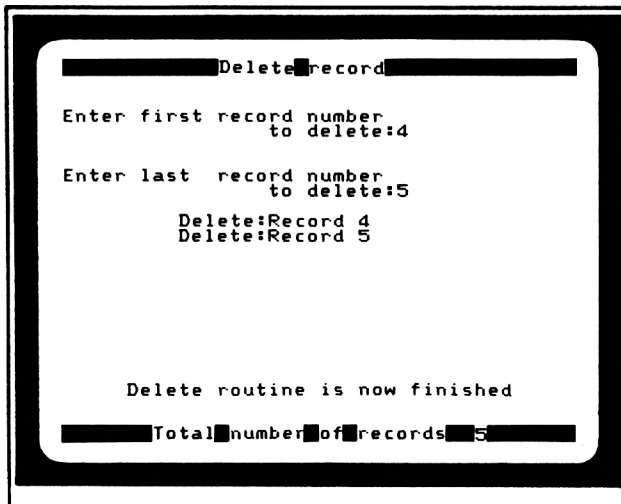 Delete record
Enter first record number
to delete:4
Enter last record number
to delete:5
Delete:Record 4
Delete:Record 5
Delete routine is now finished
Total number of records 5